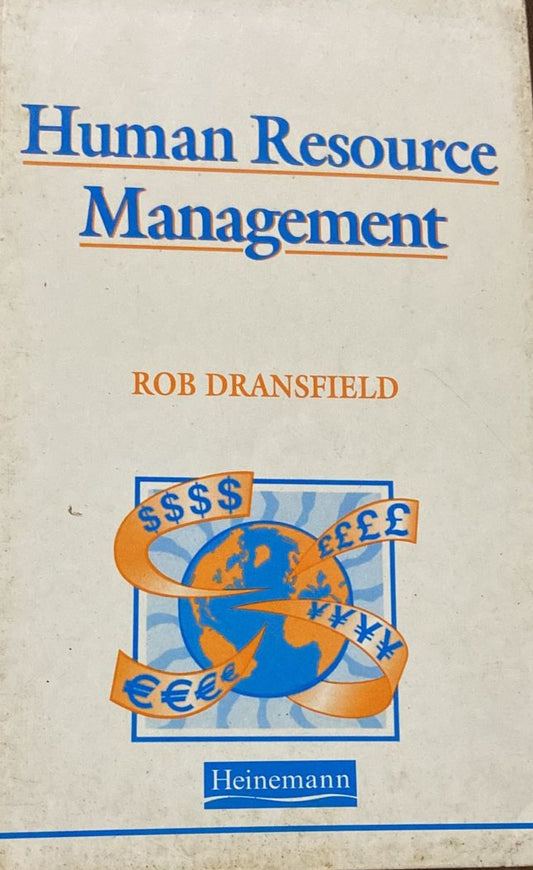 Human Resource
Management
ROB DRANSFIELD
$$$$
££££
¥¥¥¥
€€€€
Heinemann